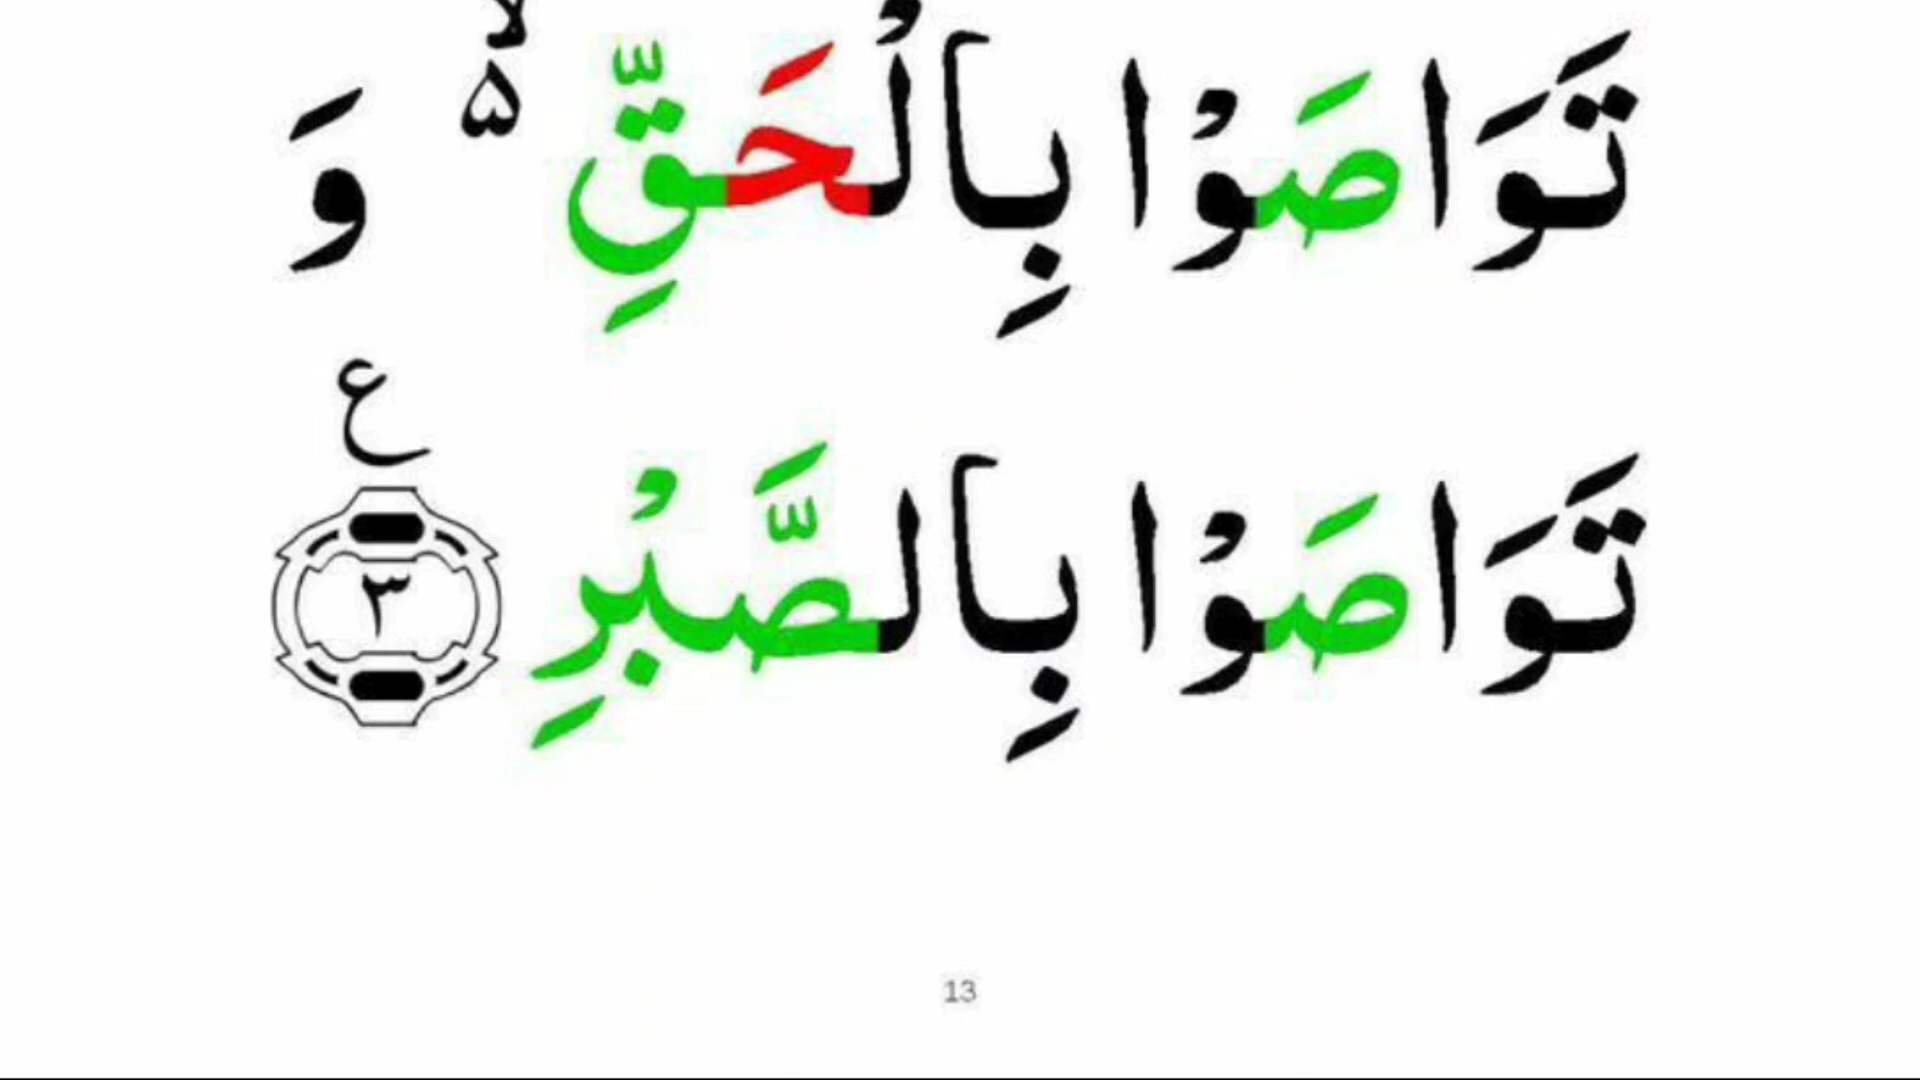 تَوَاصَوْا بِالْحَقِّ ۙ۬ۥ وَ
تَوَاصَوْا بِالصَّبْرِ ٣ ع
13